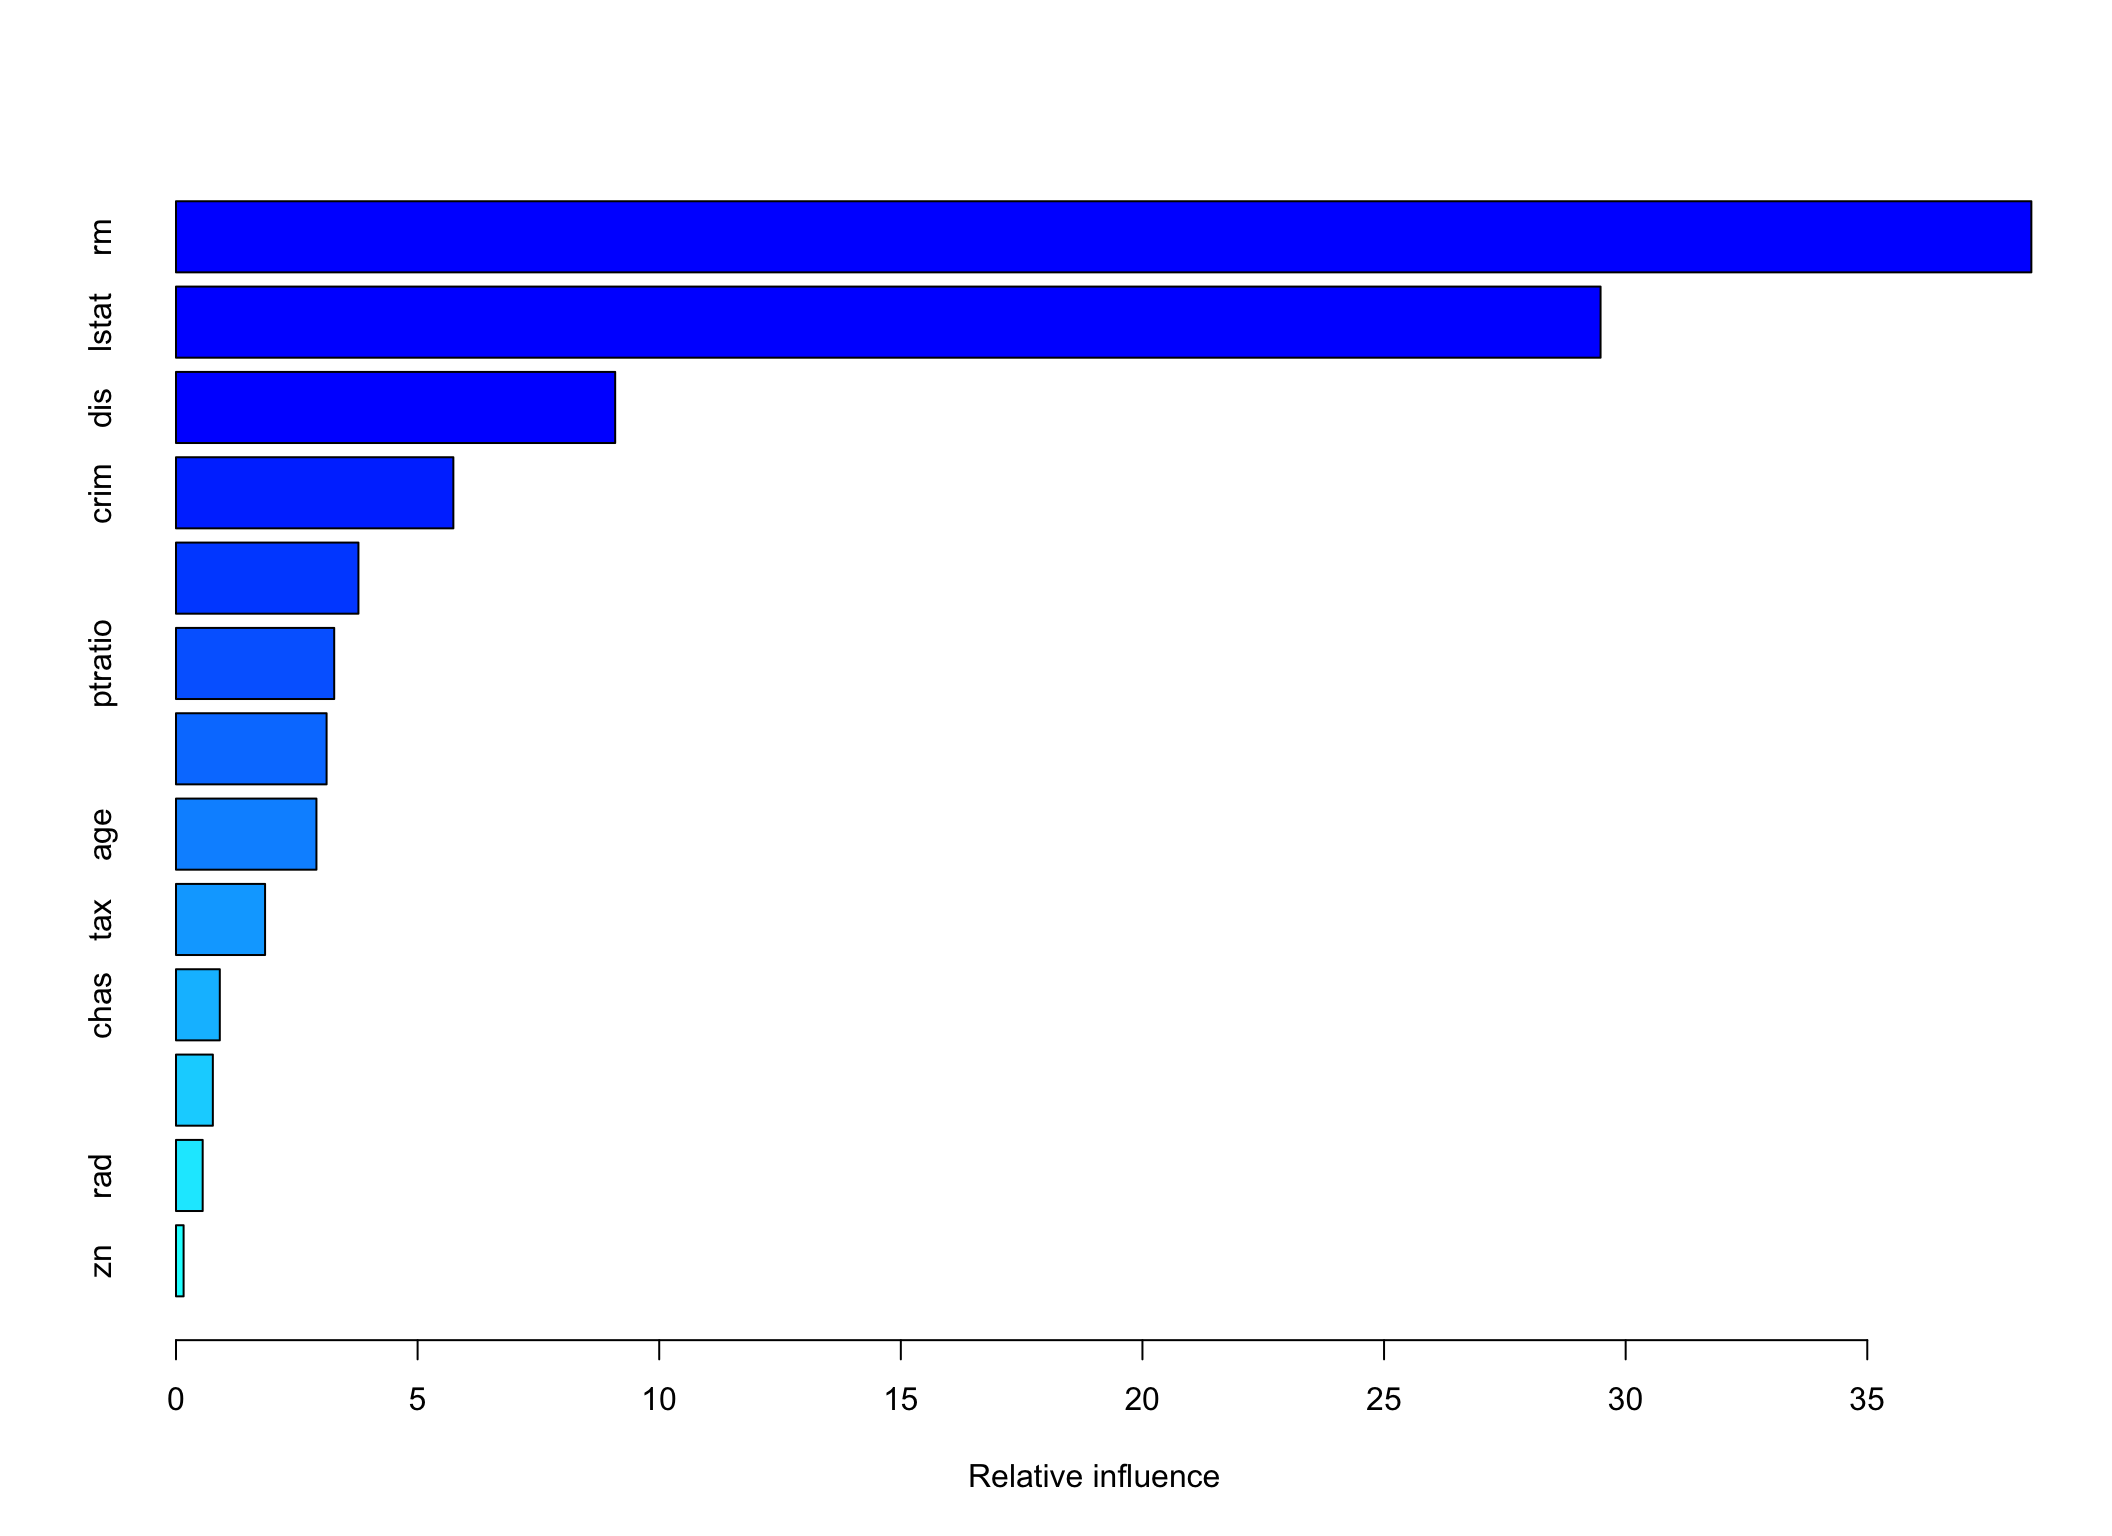 rm
lstat
dis
crim
ptratio
age
tax
chas
rad
zn
0 5 10 15 20 25 30 35
Relative influence